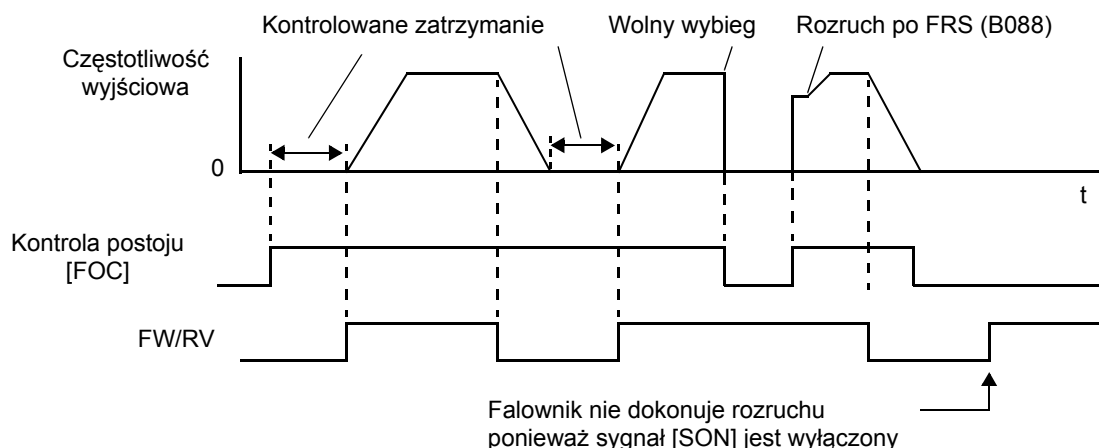 Kontrolowane zatrzymanie
Wolny wybieg
Rozruch po FRS (B088)
Częstotliwość
wyjściowa
0
t
Kontrola postoju
[FOC]
FW/RV
Falownik nie dokonuje rozruchu
ponieważ sygnał [SON] jest wyłączony